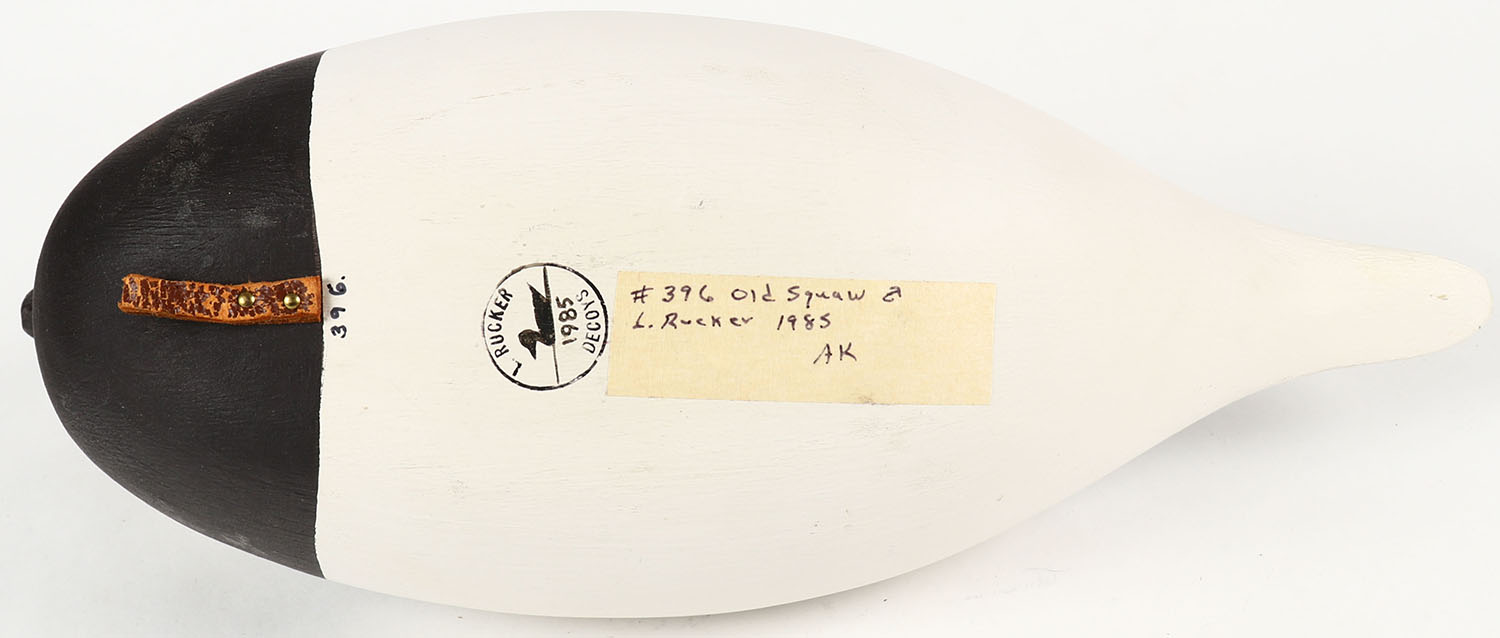 396.
L. RUCKER
1985
DECOYS
#396 Old Squaw ♂
L. Rucker 1985
AK